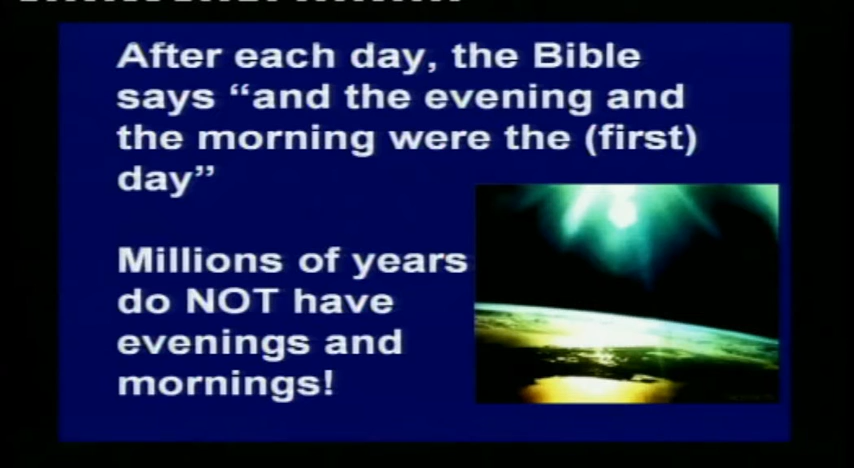 After each day, the Bible
says “and the evening and
the morning were the (first)
day”
Millions of years
do NOT have
evenings and
mornings!